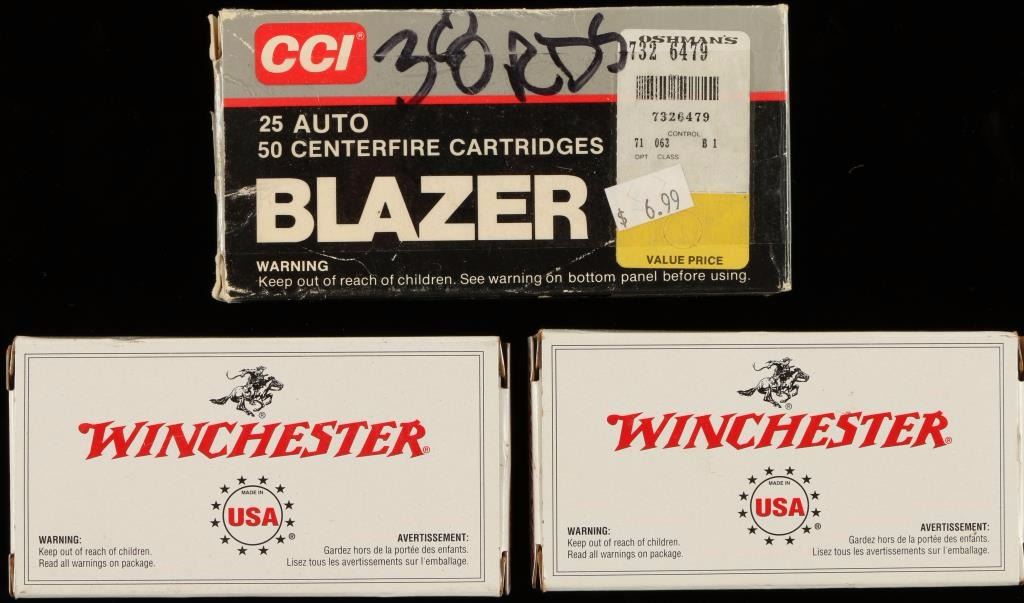 CCI®
38 RDS
OSHMAN'S
732 6479
7326479
CONTROL
71 063 B 1
DPT CLASS
25 AUTO
50 CENTERFIRE CARTRIDGES
BLAZER
$ 6.99
VALUE PRICE
WARNING
Keep out of reach of children. See warning on bottom panel before using.
®
WINCHESTER®
MADE IN
USA
®
WARNING:
Keep out of reach of children.
Read all warnings on package.
AVERTISSEMENT:
Gardez hors de la portée des enfants.
Lisez tous les avertissements sur l'emballage.
®
WINCHESTER®
MADE IN
USA
®
WARNING:
Keep out of reach of children.
Read all warnings on package.
AVERTISSEMENT:
Gardez hors de la portée des enfants.
Lisez tous les avertissements sur l'emballage.